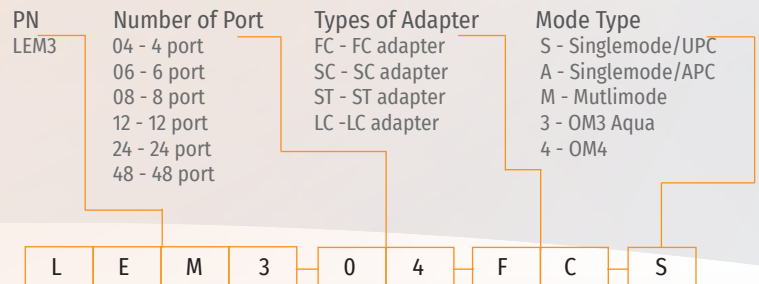 PN
LEM3
Number of Port
04 - 4 port
06 - 6 port
08 - 8 port
12 - 12 port
24 - 24 port
48 - 48 port
Types of Adapter
FC - FC adapter
SC - SC adapter
ST - ST adapter
LC -LC adapter
Mode Type
S - Singlemode/UPC
A - Singlemode/APC
M - Mutlimode
3 - OM3 Aqua
4 - OM4
L E M 3 - 0 4 - F C - S